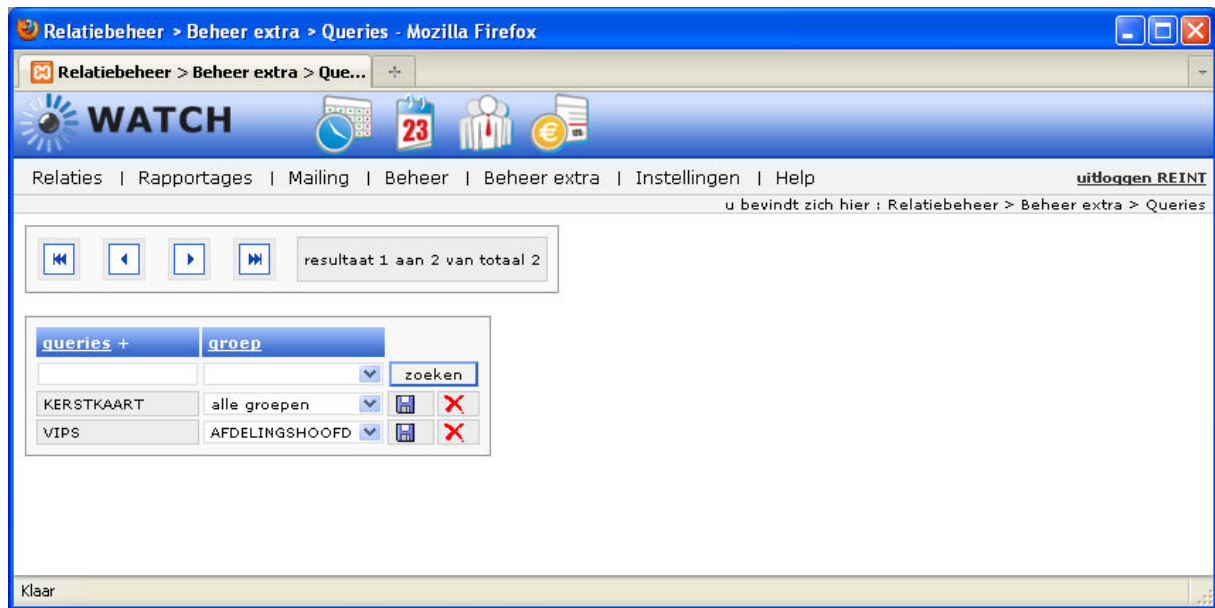 Relatiebeheer > Beheer extra > Queries - Mozilla Firefox
Relatiebeheer > Beheer extra > Que...
WATCH
23
€
Relaties | Rapportages | Mailing | Beheer | Beheer extra | Instellingen | Help uitloggen REINT
u bevindt zich hier : Relatiebeheer > Beheer extra > Queries
resultaat 1 aan 2 van totaal 2
queries + groep
zoeken
KERSTKAART alle groepen
VIPS AFDELINGSHOOFD
Klaar